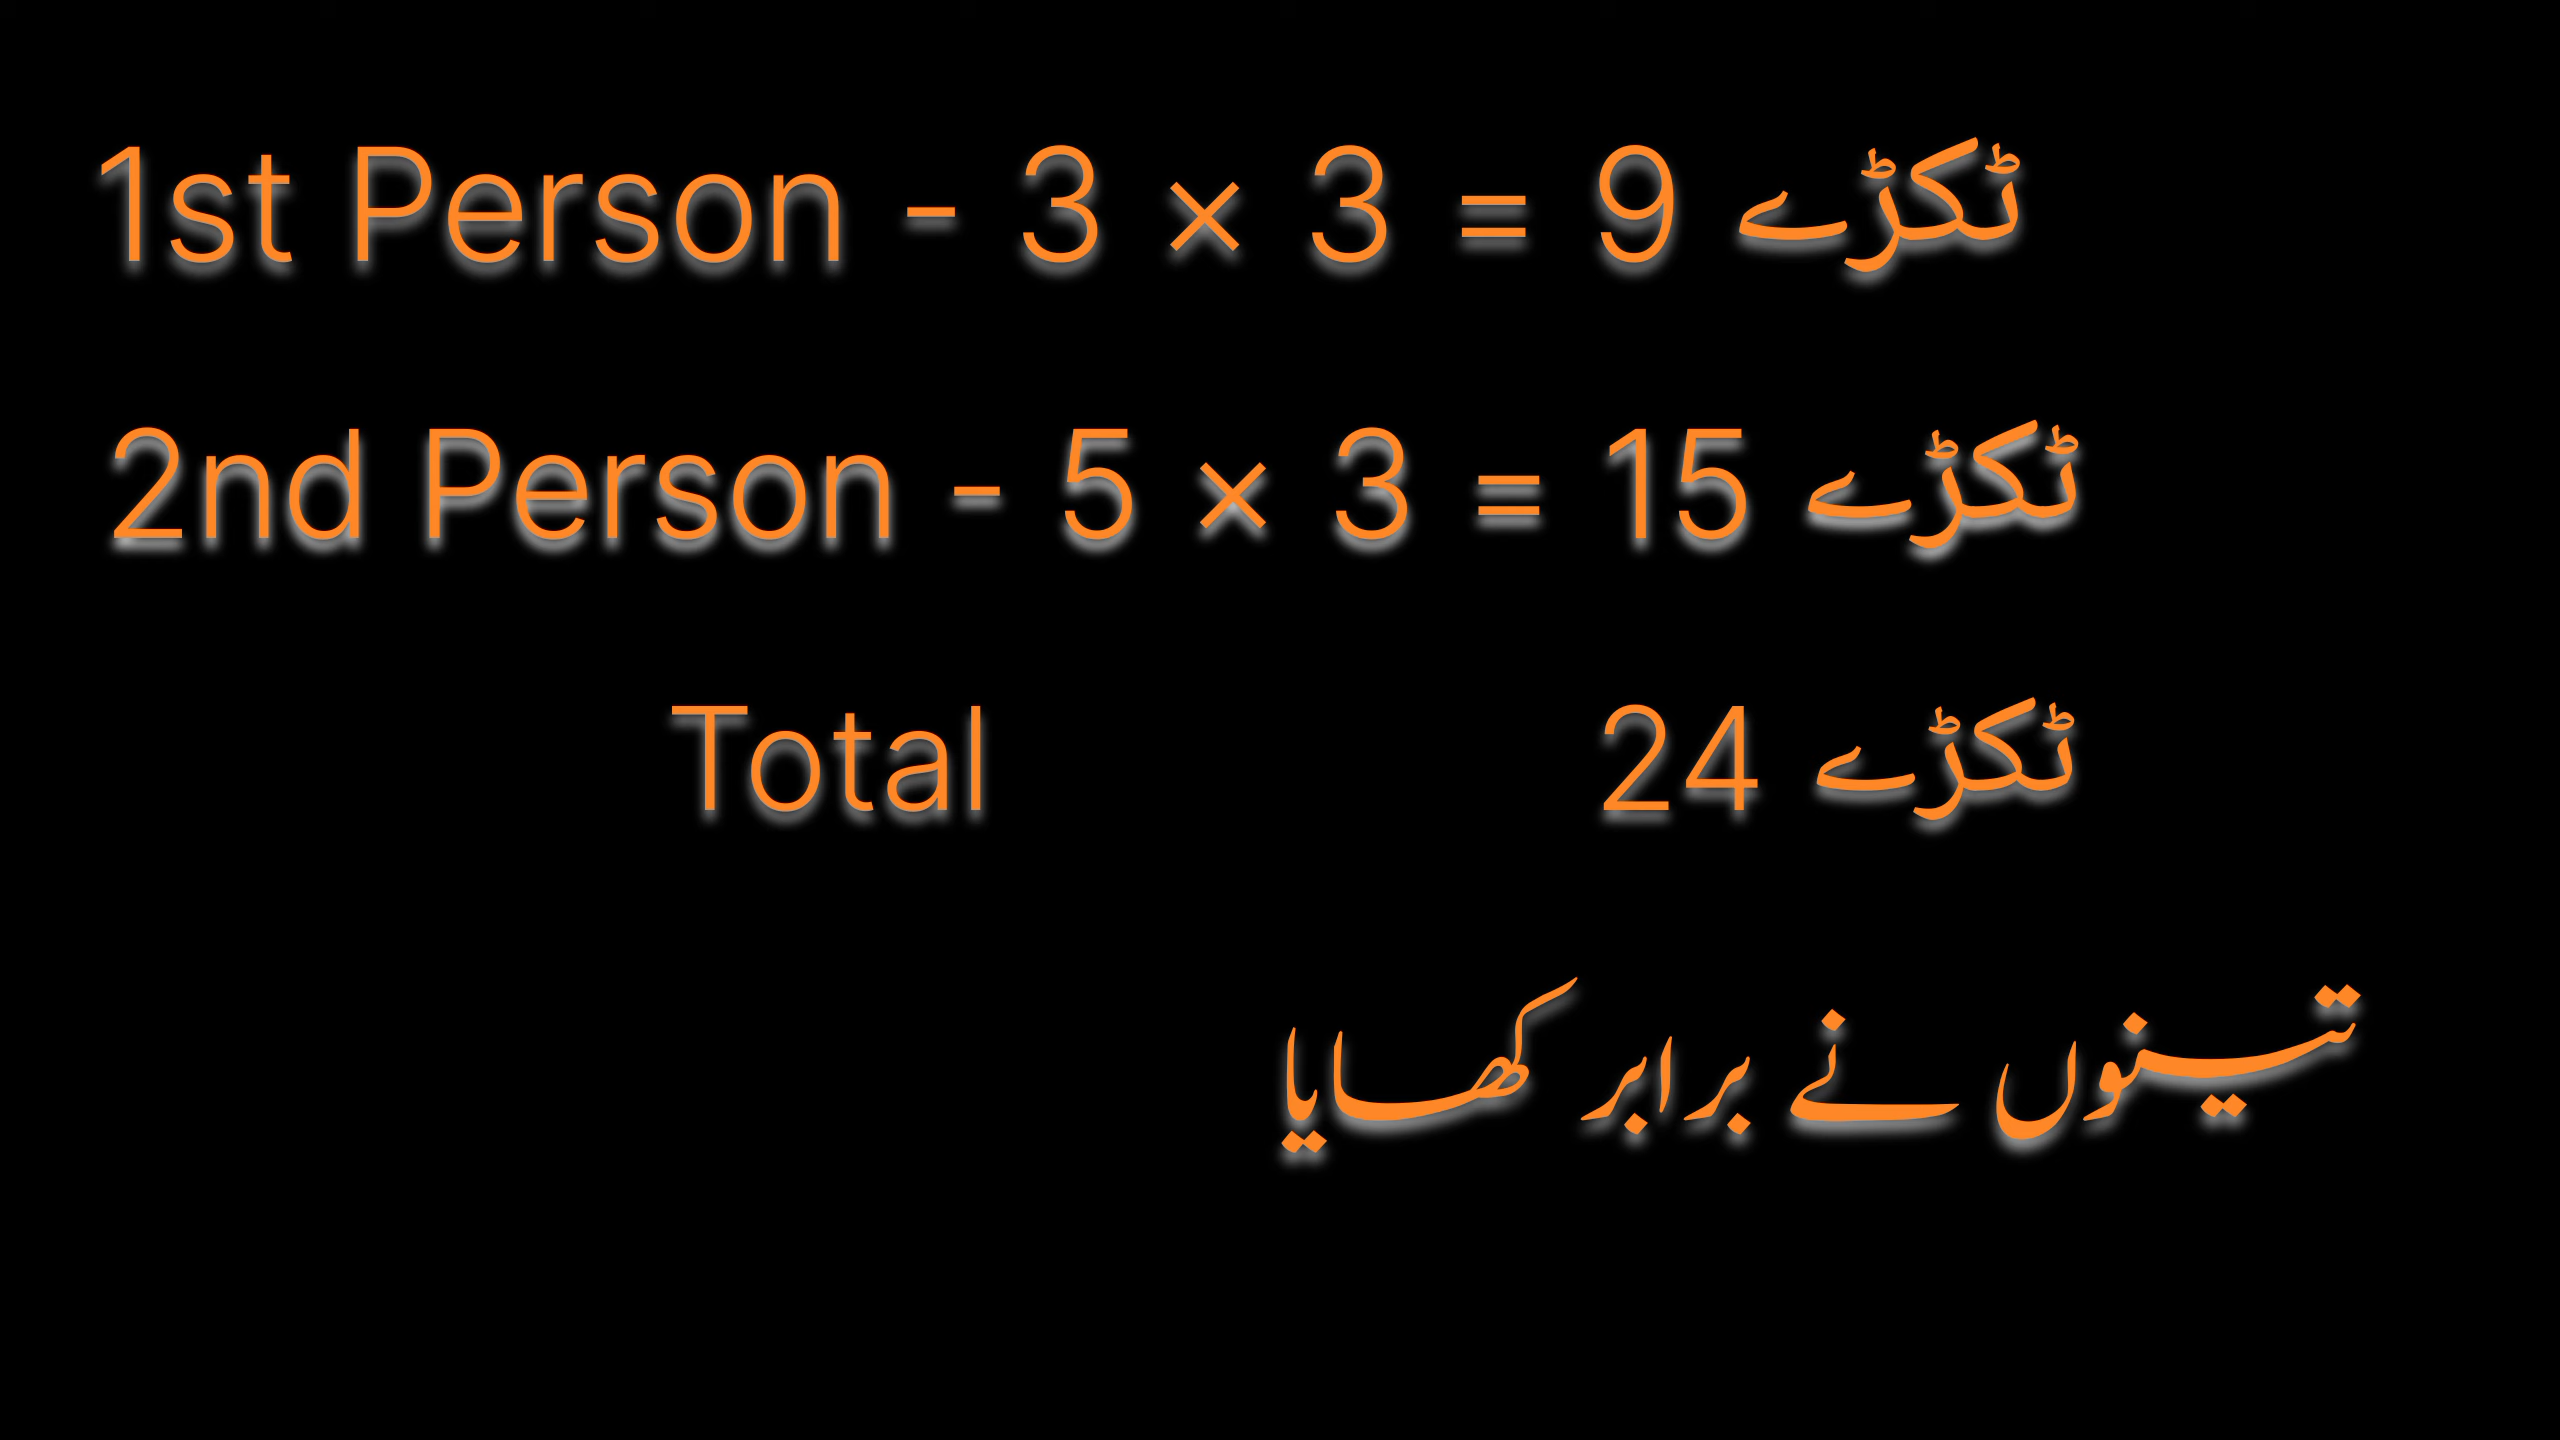 1st Person - 3 × 3 = 9 ٹکڑے
2nd Person - 5 × 3 = 15 ٹکڑے
Total 24 ٹکڑے
تینوں نے برابر کھایا